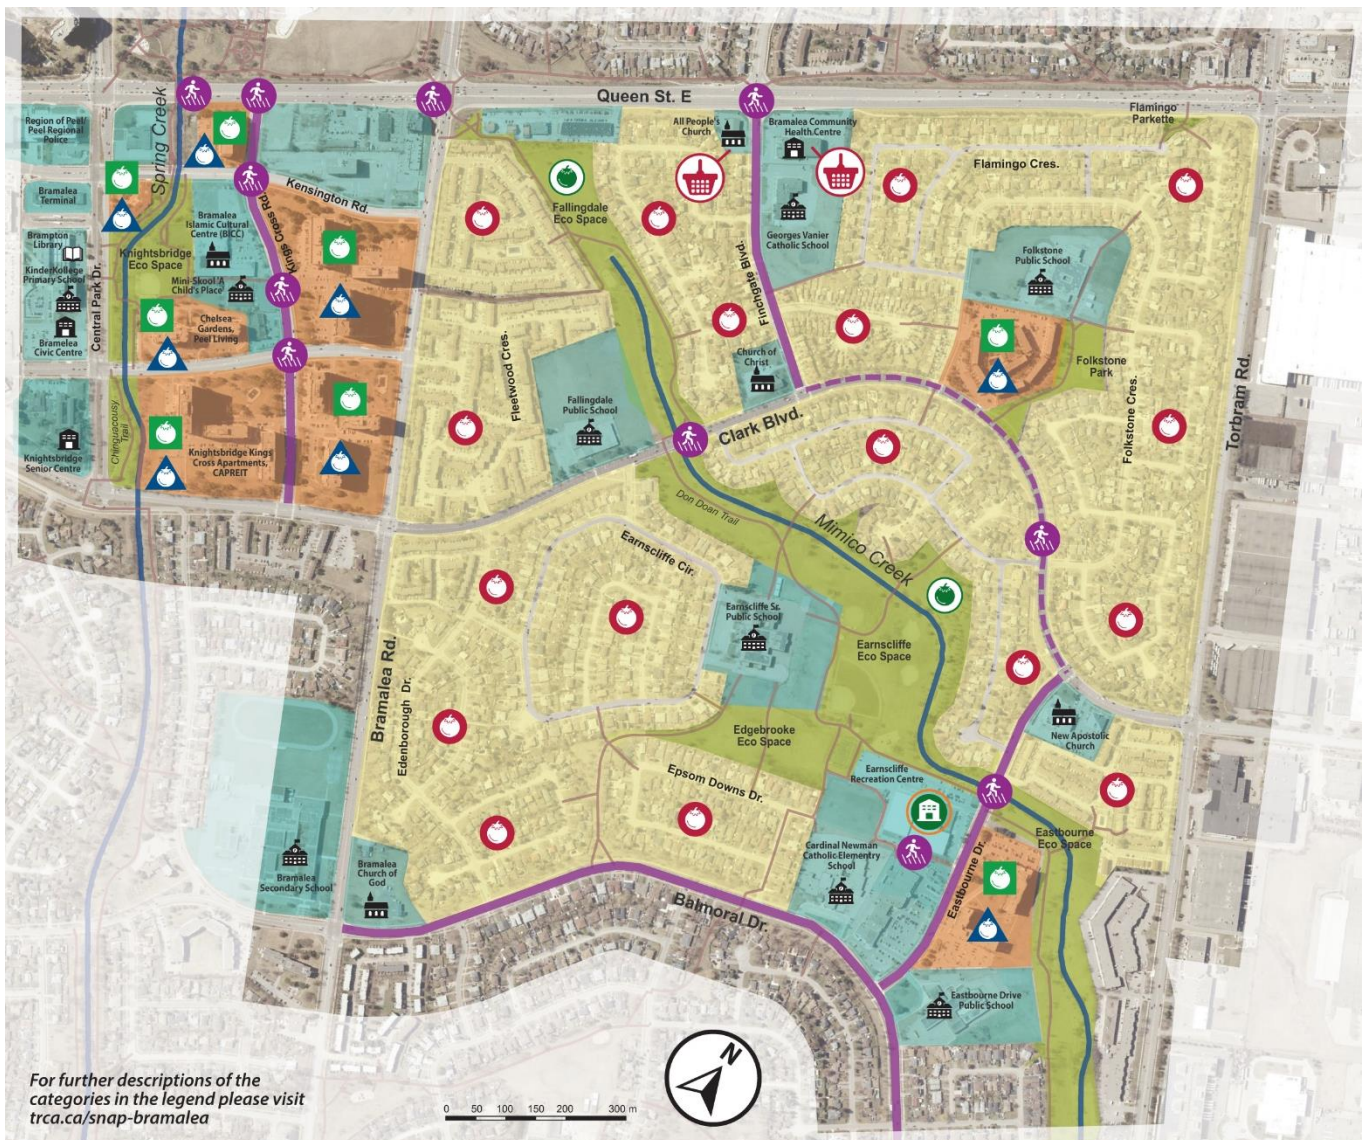 Queen St. E
Flamingo
Parkette
Region of Peel/
Peel Regional
Police
Spring Creek
All People's
Church
Bramalea Community
Health Centre
Flamingo Cres.
Kensington Rd.
Bramalea
Terminal
Bramalea
Islamic Cultural
Centre (BICC)
Kings Cross Rd.
Fallingdale
Eco Space
Georges Vanier
Catholic School
Brampton
Library
Knightsbridge
Eco Space
Folkstone
Public School
KinderKollege
Primary School
Mini-Skool 'A
Child's Place'
Central Park Dr.
Finchgate Blvd.
Bramelea
Civic Centre
Chelsea
Gardens,
Peel Living
Fleetwood Cres.
Church of
Christ
Folkstone
Park
Folkstone Cres.
Torbram Rd.
Fallingdale
Public School
Clark Blvd.
Chinguacousy
Trail
Knightsbridge
Senior Centre
Knightsbridge Kings
Cross Apartments,
CAPREIT
Don Doan Trail
Mimico Creek
Earnscliffe Cir.
Earnscliffe Sr.
Public School
Earnscliffe
Eco Space
Bramalea Rd.
Edenborough Dr.
Edgebrooke
Eco Space
New Apostolic
Church
Epsom Downs Dr.
Earnscliffe
Recreation Centre
Eastbourne
Eco Space
Cardinal Newman
Catholic Elementry
School
Eastbourne Dr.
Bramalea
Secondary School
Bramalea
Church of
God
Balmoral Dr.
Eastbourne Drive
Public School
N
For further descriptions of the
categories in the legend please visit
trca.ca/snap-bramalea
0 50 100 150 200 300 m